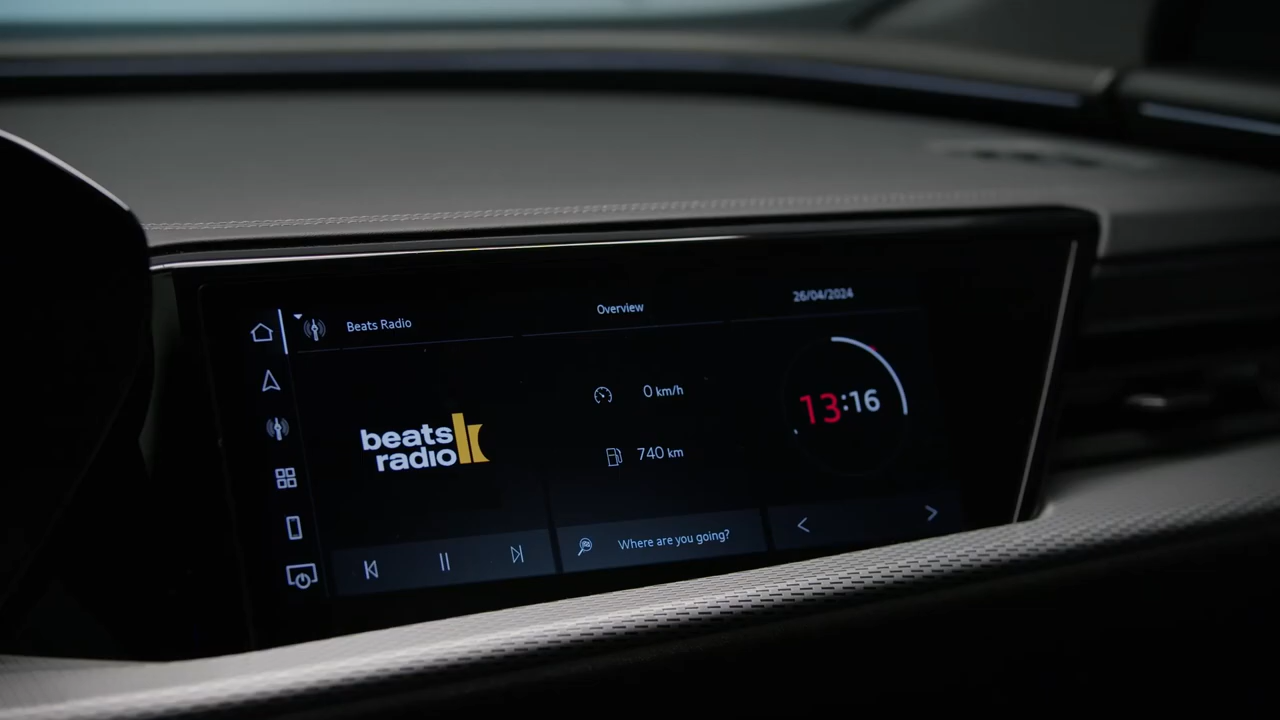 Beats Radio
Overview
26/04/2024
beats
radio
0 km/h
740 km
13:16
Where are you going?